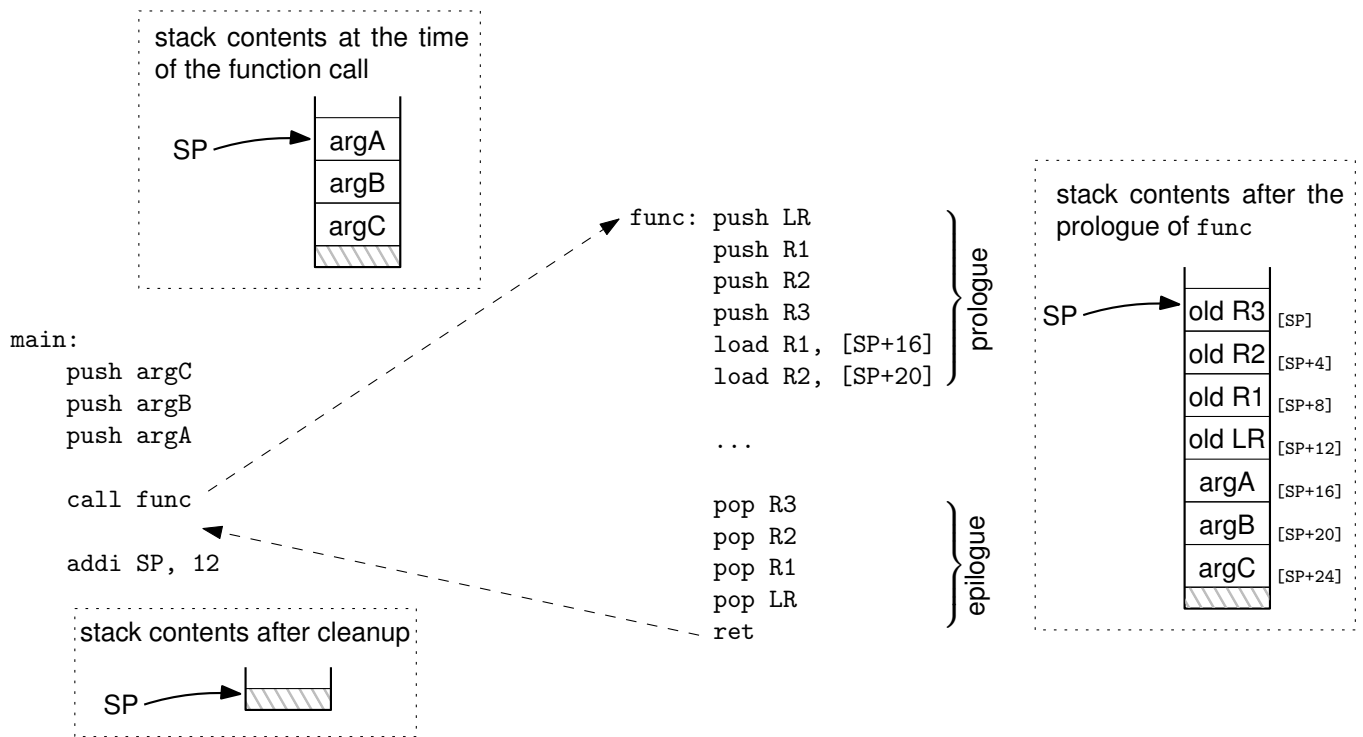 stack contents at the time
of the function call
SP
argA
argB
argC
main:
push argC
push argB
push argA
call func
addi SP, 12
stack contents after cleanup
SP
func: push LR
push R1
push R2
push R3
load R1, [SP+16]
load R2, [SP+20]
prologue
...
pop R3
pop R2
pop R1
pop LR
ret
epilogue
stack contents after the
prologue of func
SP
old R3 [SP]
old R2 [SP+4]
old R1 [SP+8]
old LR [SP+12]
argA [SP+16]
argB [SP+20]
argC [SP+24]